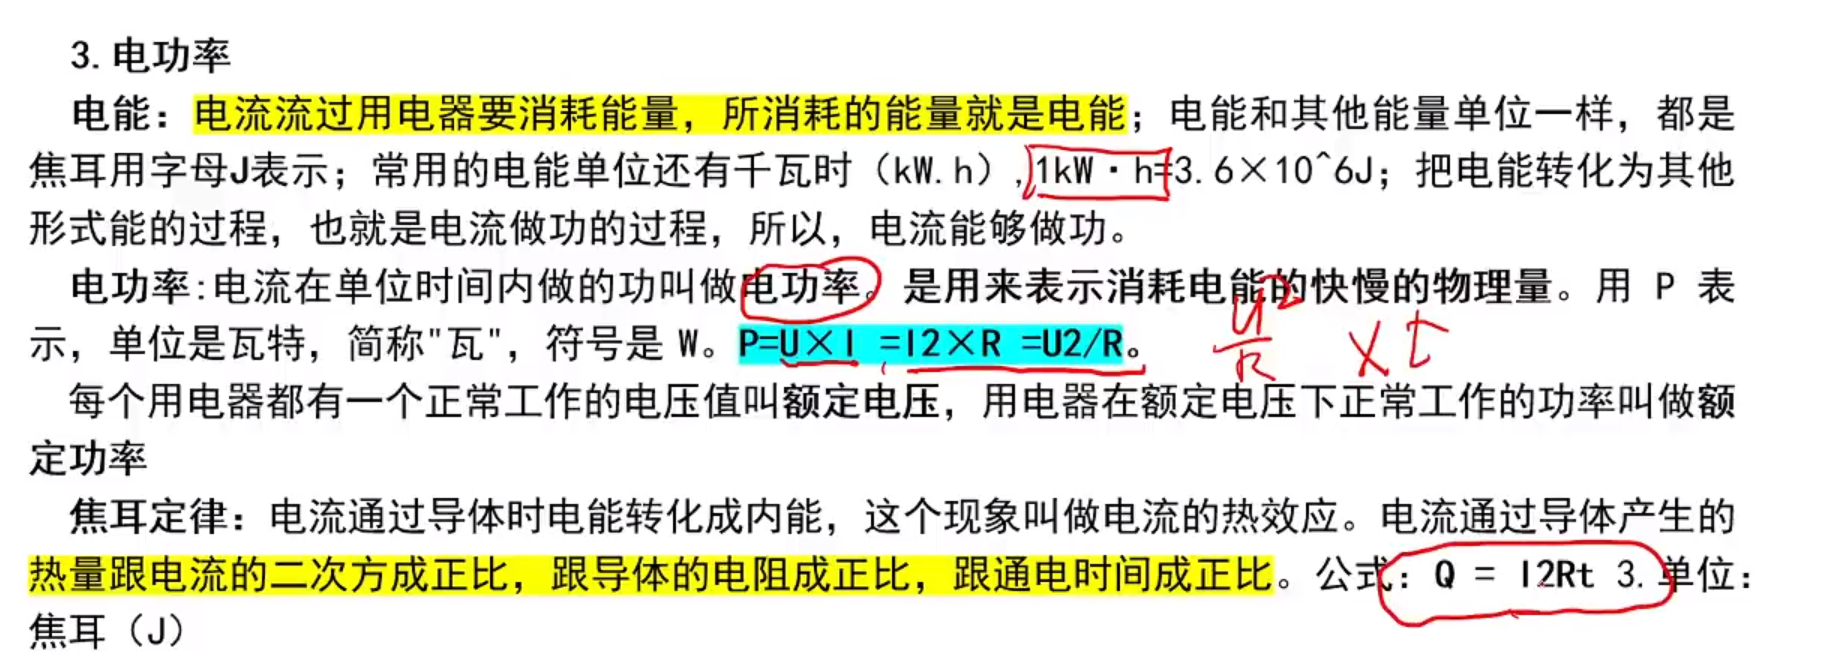 3.电功率
电能：电流流过用电器要消耗能量，所消耗的能量就是电能；电能和其他能量单位一样，都是
焦耳用字母J表示；常用的电能单位还有千瓦时（kW.h），1kW·h=3.6×10^6J；把电能转化为其他
形式能的过程，也就是电流做功的过程，所以，电流能够做功。
电功率:电流在单位时间内做的功叫做电功率。是用来表示消耗电能的快慢的物理量。用 P 表
示，单位是瓦特，简称"瓦"，符号是 W。P=U×I =I2×R =U2/R。
U²/R × t
每个用电器都有一个正常工作的电压值叫额定电压，用电器在额定电压下正常工作的功率叫做额
定功率
焦耳定律：电流通过导体时电能转化成内能，这个现象叫做电流的热效应。电流通过导体产生的
热量跟电流的二次方成正比，跟导体的电阻成正比，跟通电时间成正比。公式：Q = I2Rt 3.单位：
焦耳（J）